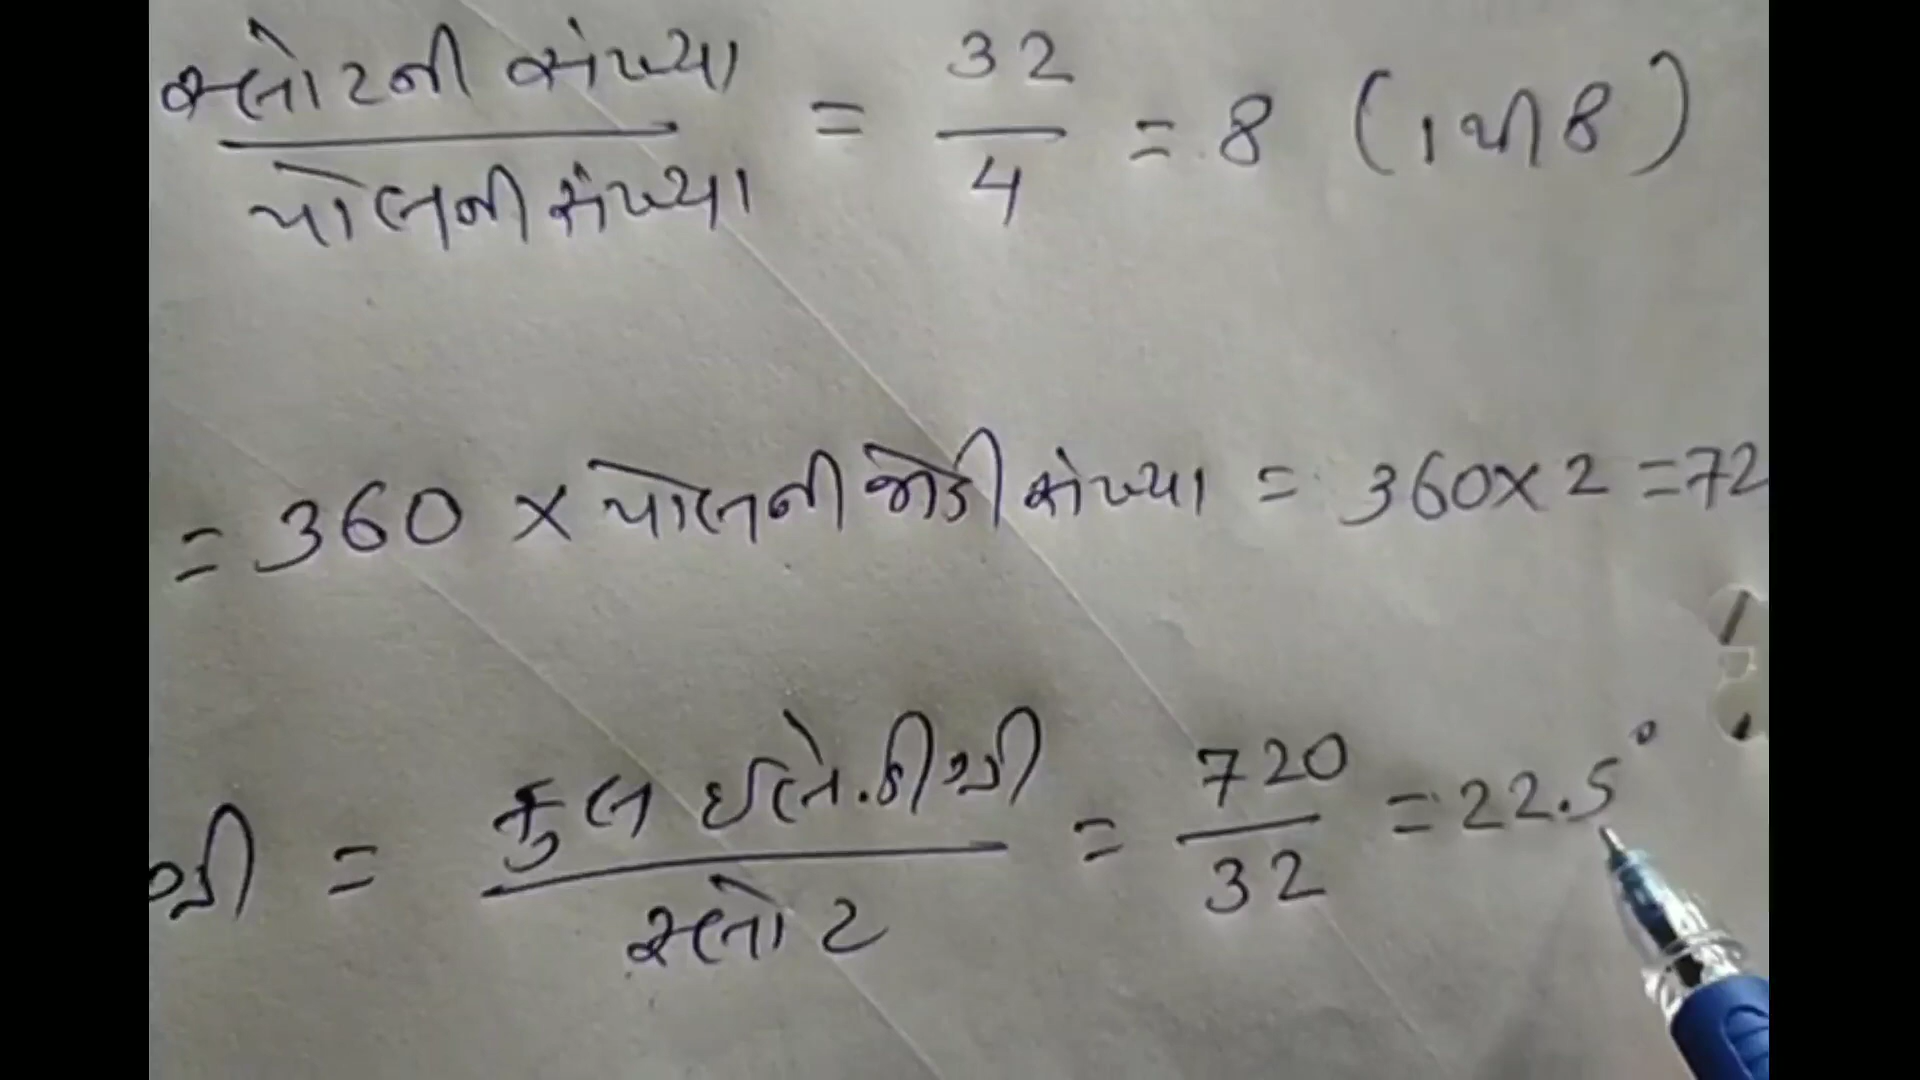 સ્લોટની સંખ્યા / પોલની સંખ્યા = 32 / 4 = 8 (1 થી 8)
= 360 × પોલની જોડી સંખ્યા = 360 × 2 = 72
ગ્રી = કુલ ઇલે. ડીગ્રી / સ્લોટ = 720 / 32 = 22.5°